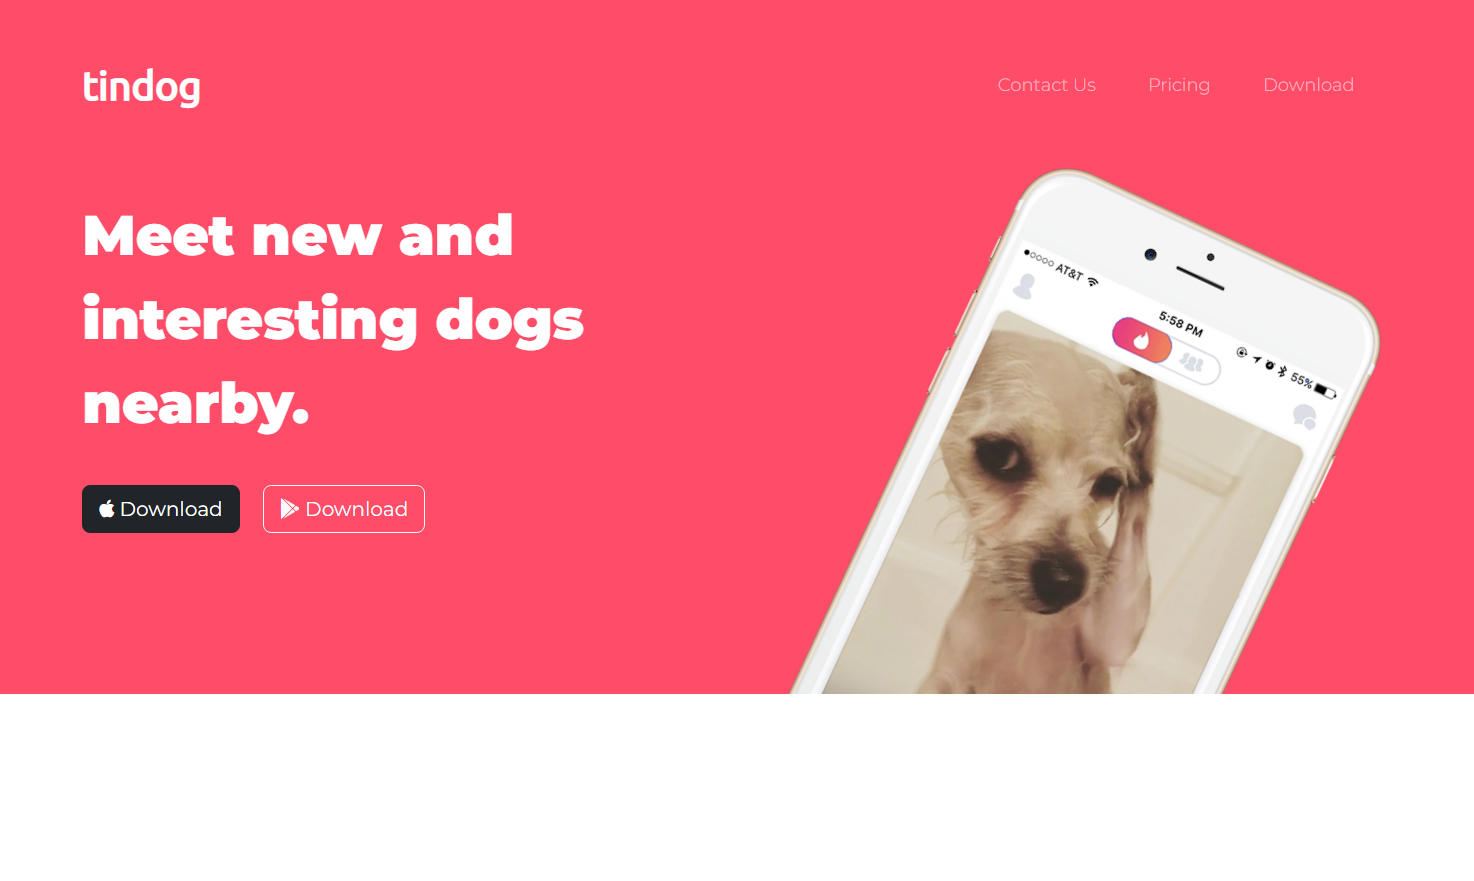 tindog
Contact Us
Pricing
Download
Meet new and
interesting dogs
nearby.
Download
Download
AT&T
5:58 PM
55%